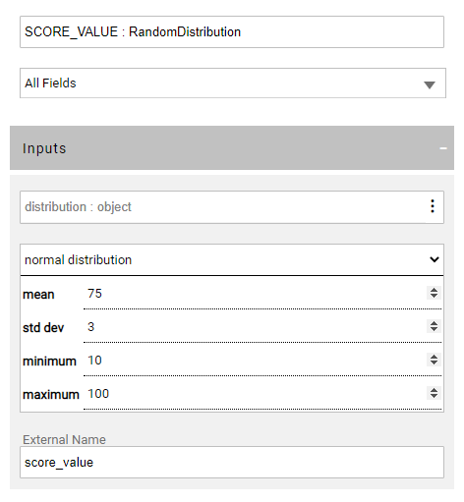 SCORE_VALUE : RandomDistribution
All Fields
Inputs
distribution : object
normal distribution
mean 75
std dev 3
minimum 10
maximum 100
External Name
score_value